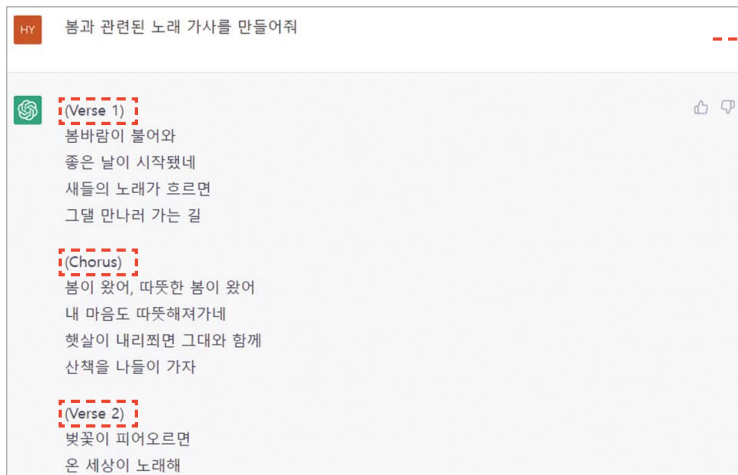 HY
봄과 관련된 노래 가사를 만들어줘
(Verse 1)
봄바람이 불어와
좋은 날이 시작됐네
새들의 노래가 흐르면
그댈 만나러 가는 길
(Chorus)
봄이 왔어, 따뜻한 봄이 왔어
내 마음도 따뜻해져가네
햇살이 내리쬐면 그대와 함께
산책을 나들이 가자
(Verse 2)
벚꽃이 피어오르면
온 세상이 노래해